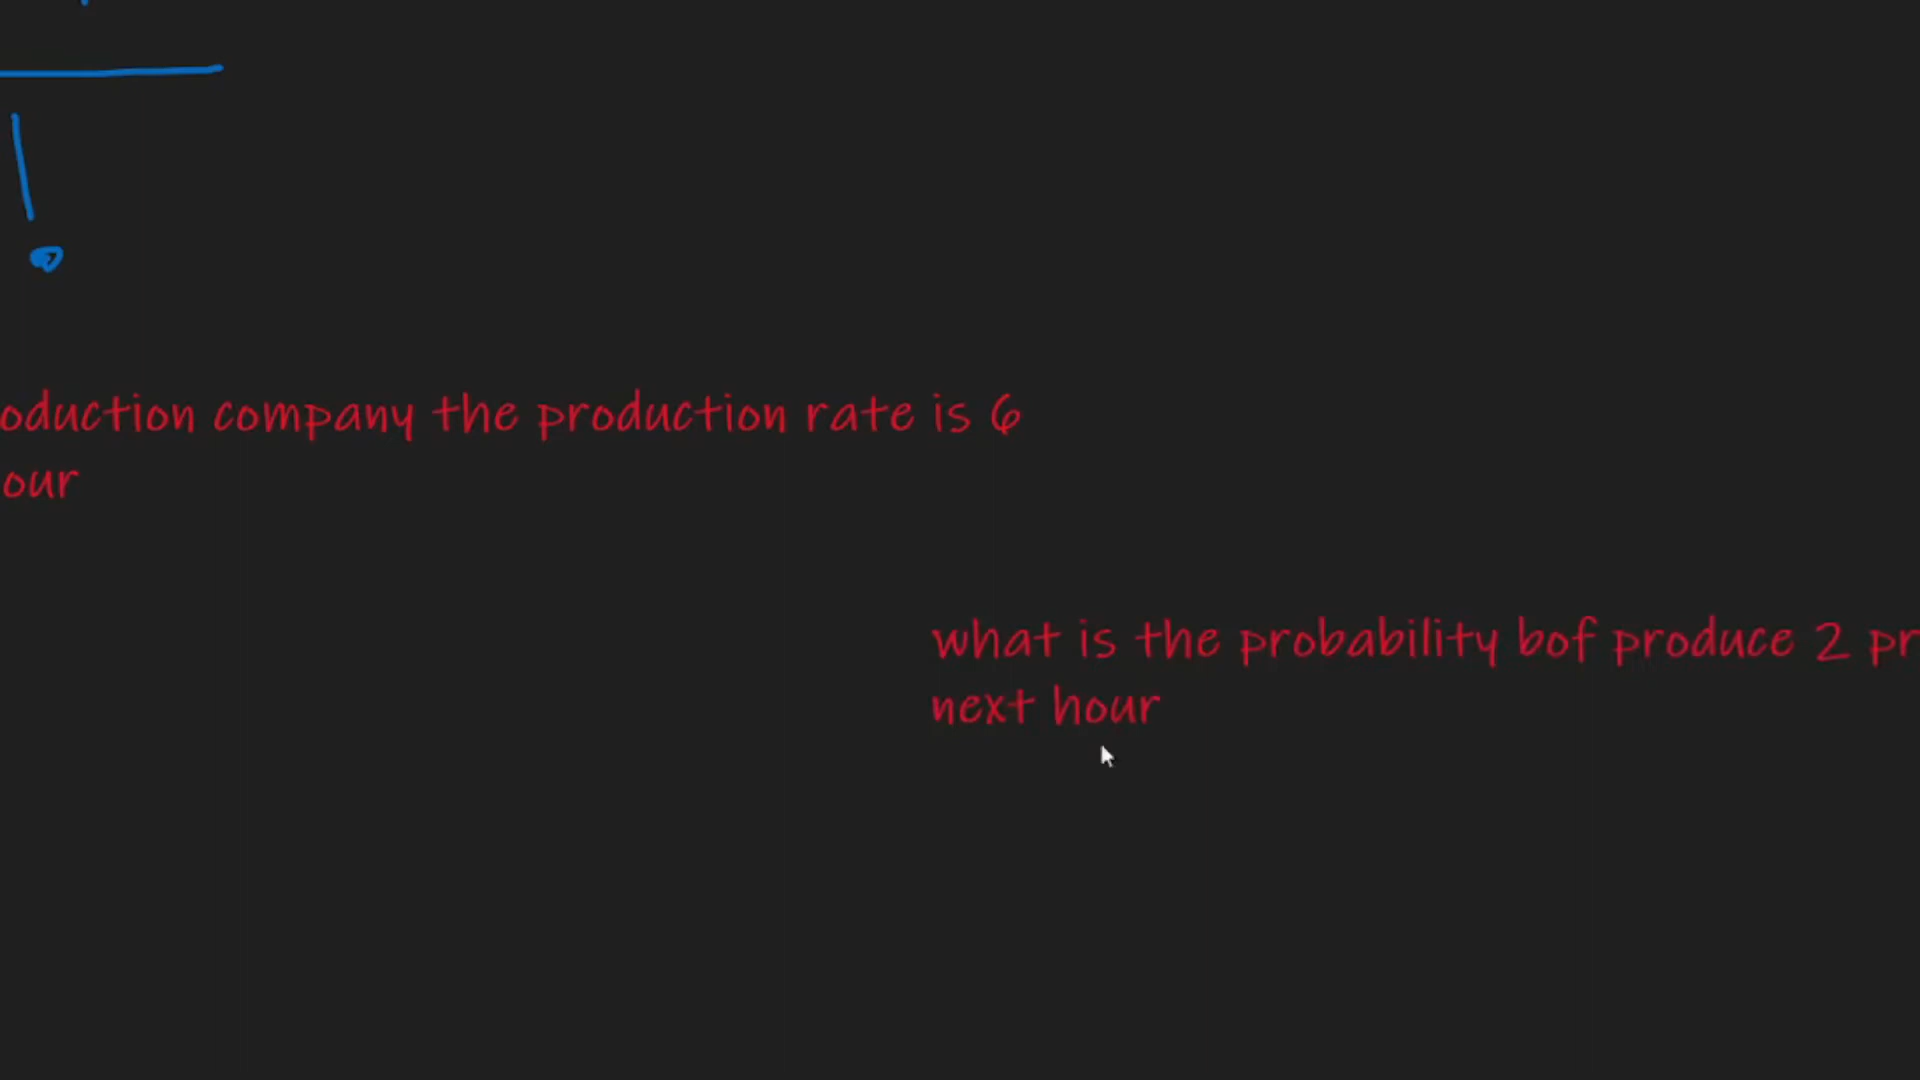 oduction company the production rate is 6
our
what is the probability bof produce 2 pr
next hour